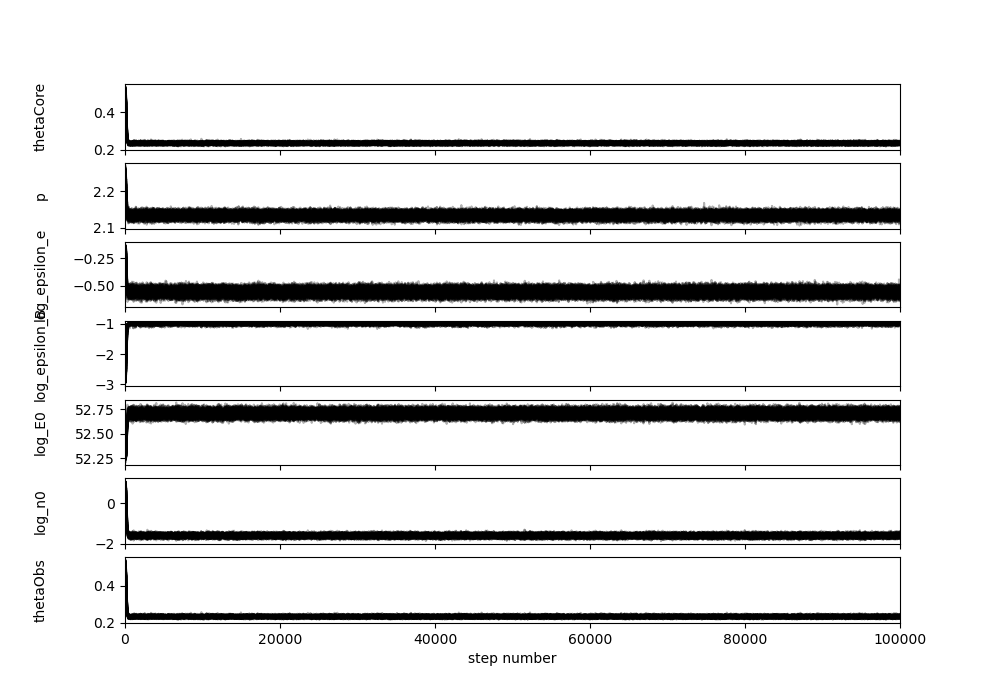 thetaCore
0.4
0.2
p
2.2
2.1
log_epsilon_e
−0.25
−0.50
log_epsilon_B
−1
−2
−3
log_E0
52.75
52.50
52.25
log_n0
0
−2
thetaObs
0.4
0.2
0 20000 40000 60000 80000 100000
step number